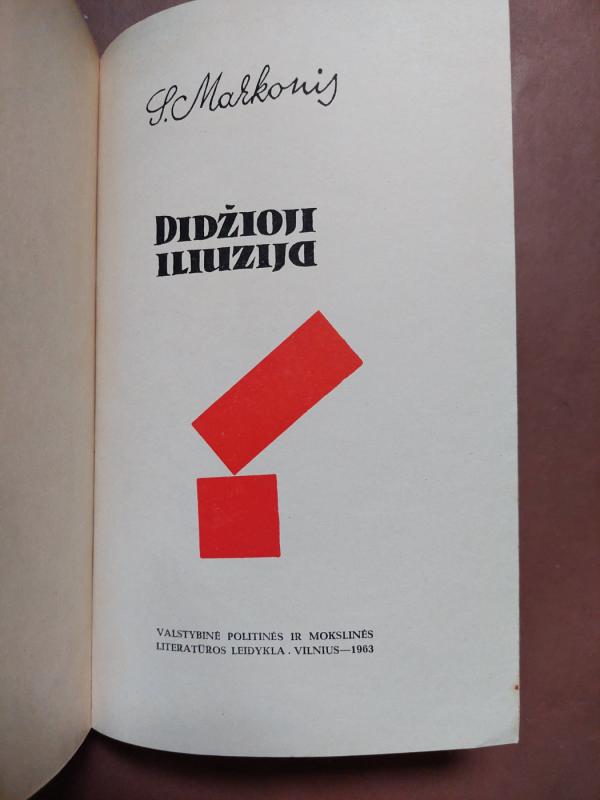 S. Markonis
DIDŽIOJI
ILIUZIJA
VALSTYBINĖ POLITINĖS IR MOKSLINĖS
LITERATŪROS LEIDYKLA . VILNIUS—1963